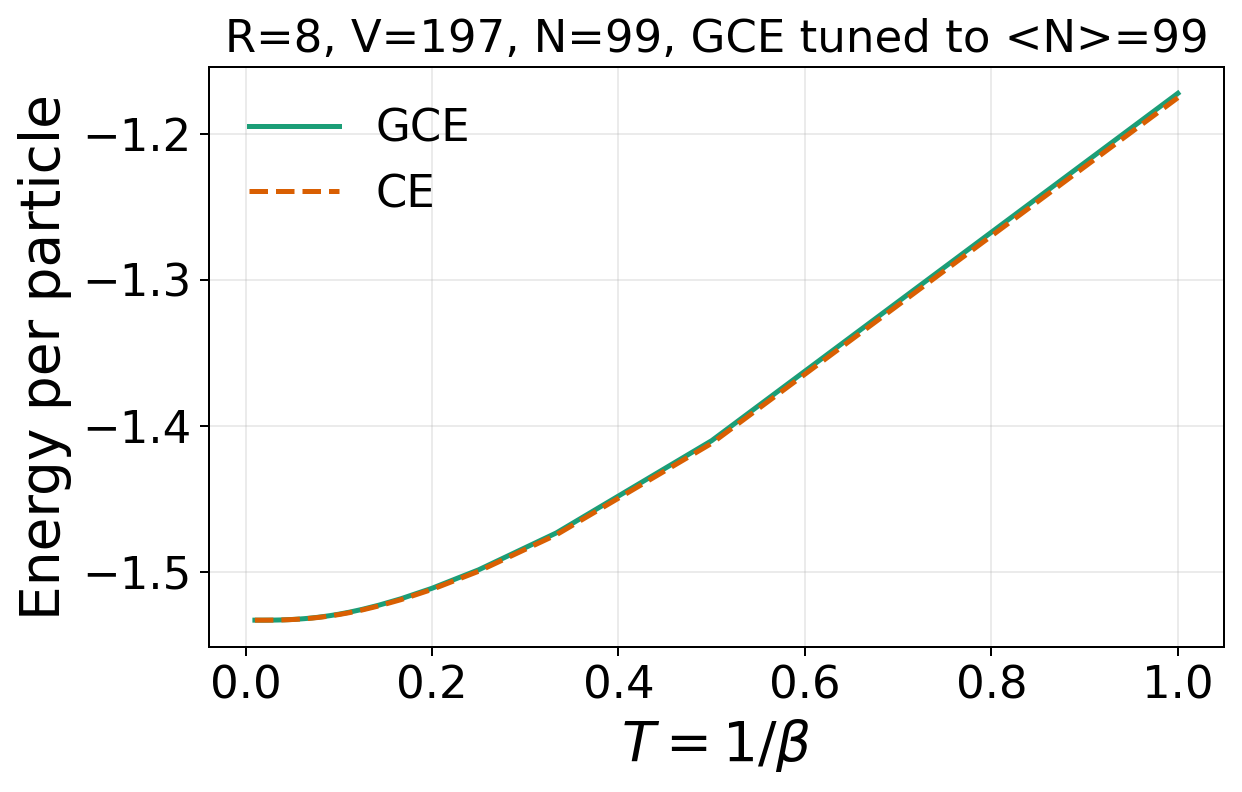 R=8, V=197, N=99, GCE tuned to <N>=99
Energy per particle
−1.2
−1.3
−1.4
−1.5
GCE
CE
0.0 0.2 0.4 0.6 0.8 1.0
T = 1/β